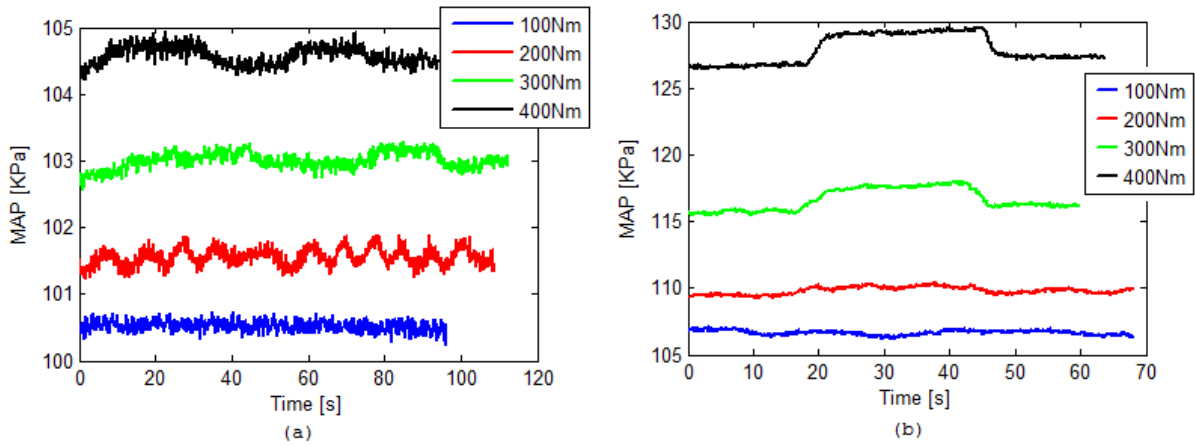 105
104
103
102
101
100
MAP [KPa]
0 20 40 60 80 100 120
Time [s]
(a)
100Nm
200Nm
300Nm
400Nm
130
125
120
115
110
105
MAP [KPa]
0 10 20 30 40 50 60 70
Time [s]
(b)
100Nm
200Nm
300Nm
400Nm